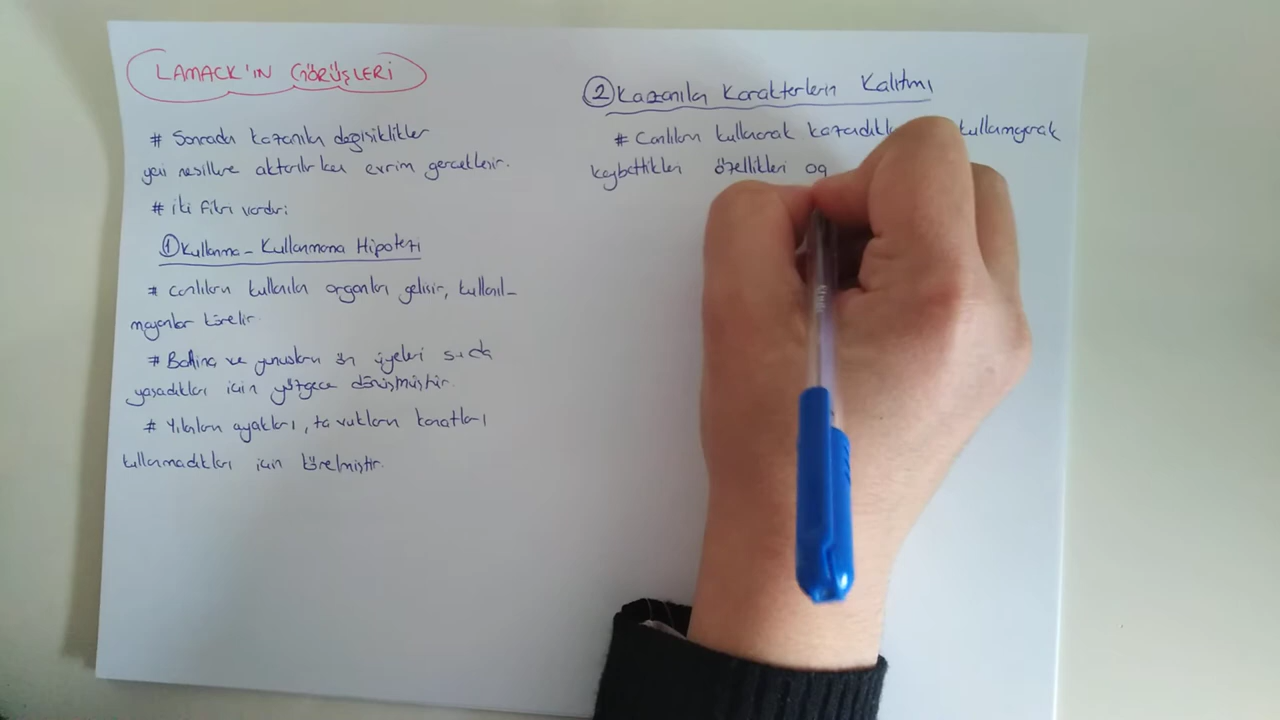 LAMACK'IN GÖRÜŞLERİ
# Sonradan kazanılan değişiklikler
yeni nesillere aktarılırken evrim gerçekleşir.
# iki fikri vardır:
① Kullanma - Kullanmama Hipotezi
# Canlıların kullanılan organları gelişir, kullanıl-
mayanlar körelir.
# Balina ve yunusların ön üyeleri suda
yaşadıkları için yüzgece dönüşmüştür.
# Yılanların ayakları, tavukların kanatları
kullanmadıkları için körelmiştir.
② Kazanılan Karakterlerin Kalıtımı
# Canlıların kullanarak kullanmayarak
kaybettikleri özellikleri